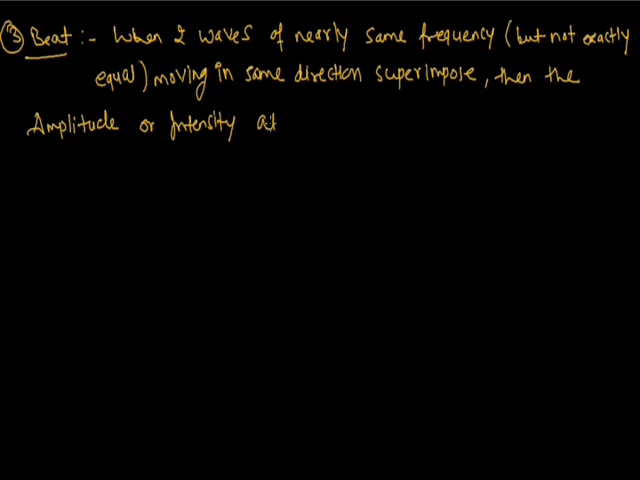 ③ Beat :- When 2 waves of nearly same frequency (but not exactly
equal) moving in same direction superimpose, then the
Amplitude or Intensity at